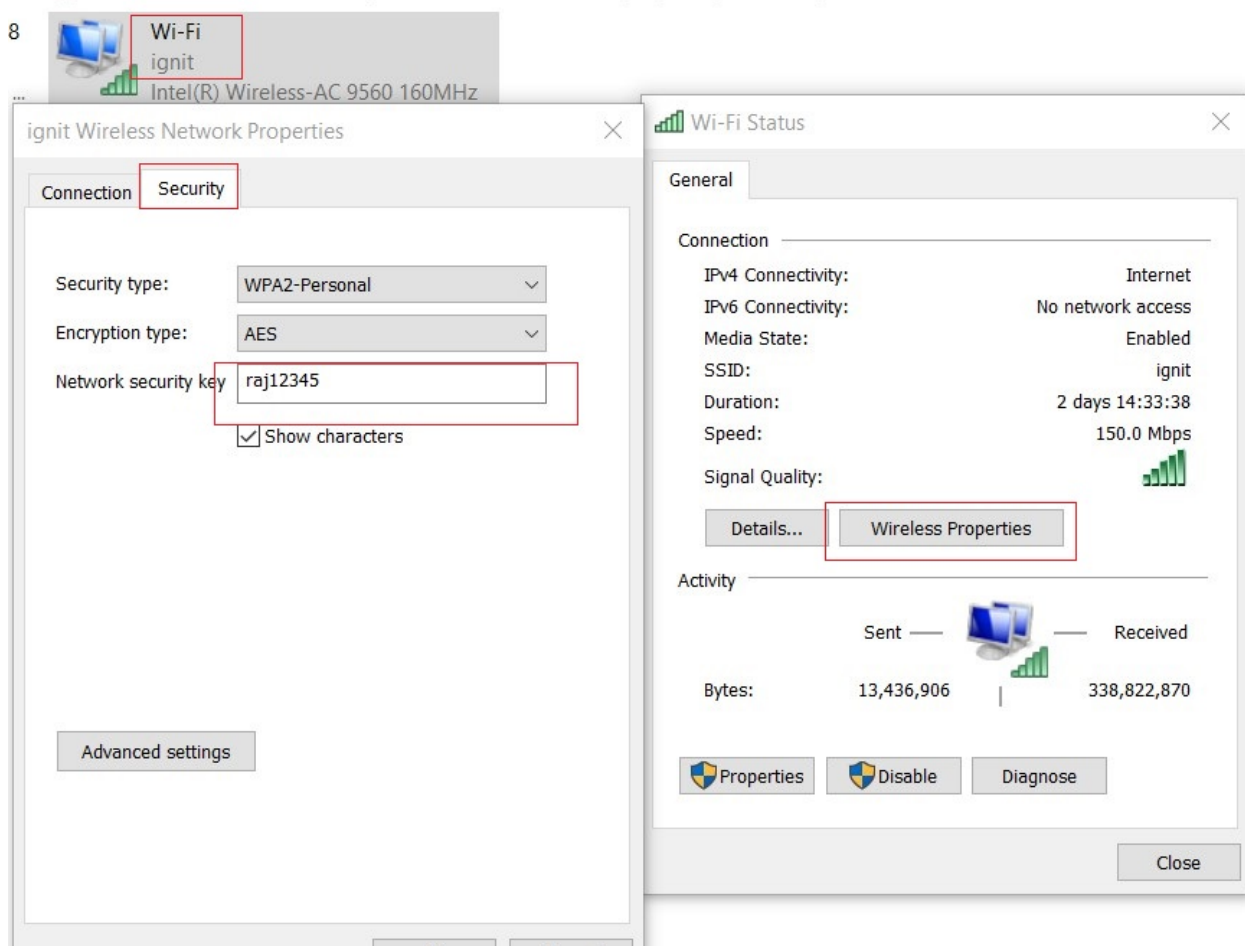 8
Wi-Fi
ignit
...
Intel(R) Wireless-AC 9560 160MHz
ignit Wireless Network Properties
Connection
Security
Security type:
WPA2-Personal
Encryption type:
AES
Network security key
raj12345
Show characters
Advanced settings
Wi-Fi Status
General
Connection
IPv4 Connectivity: Internet
IPv6 Connectivity: No network access
Media State: Enabled
SSID: ignit
Duration: 2 days 14:33:38
Speed: 150.0 Mbps
Signal Quality:
Details...
Wireless Properties
Activity
Sent
Received
Bytes: 13,436,906 | 338,822,870
Properties
Disable
Diagnose
Close